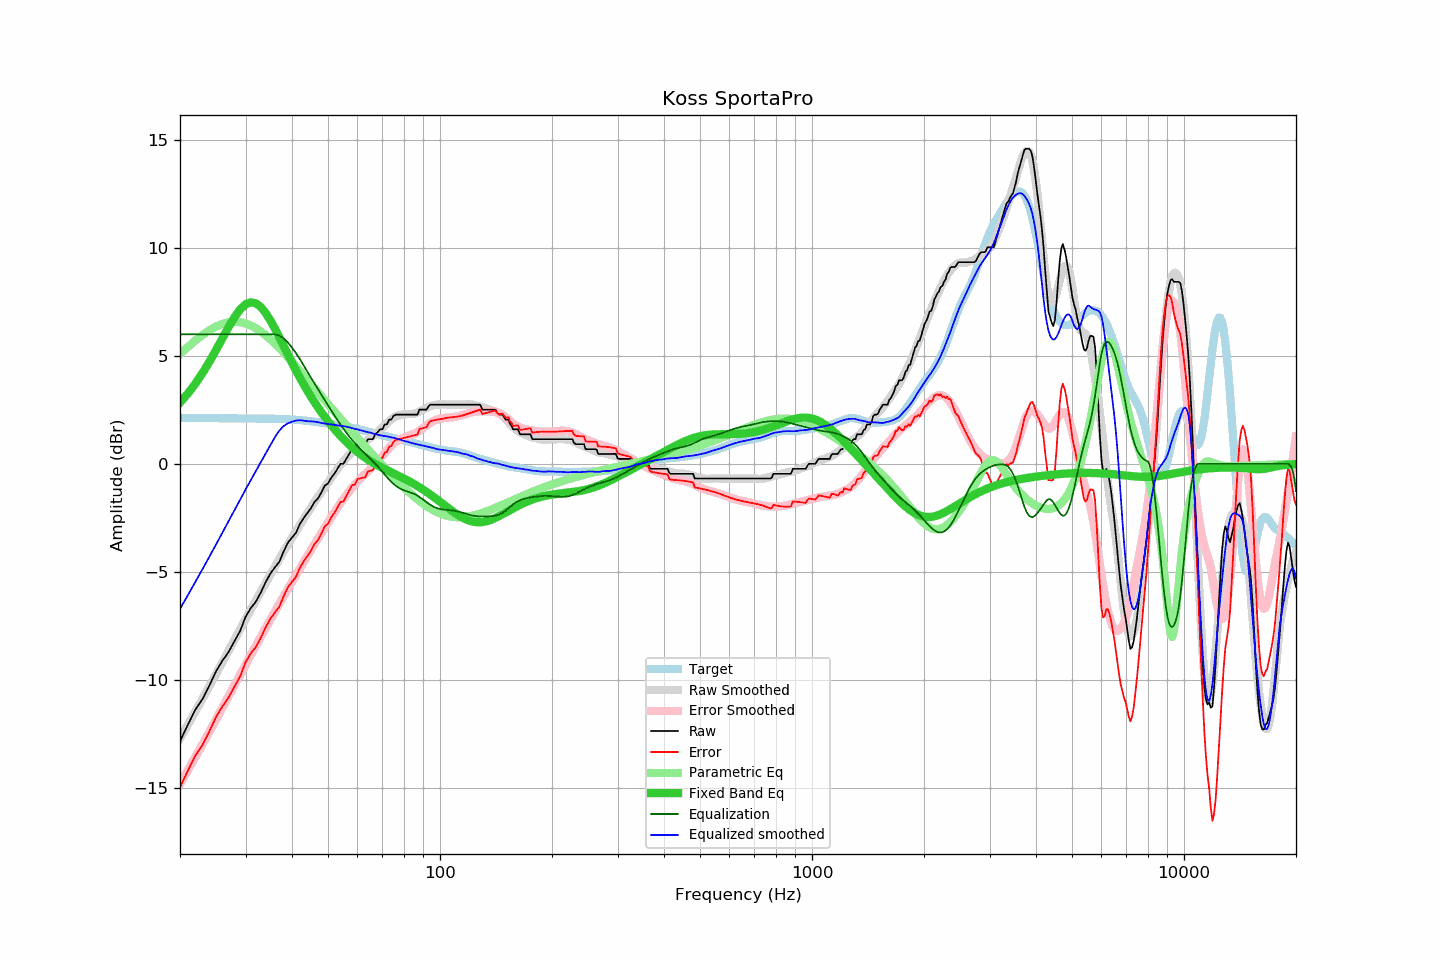 Koss SportaPro
15
10
5
0
−5
−10
−15
Amplitude (dBr)
Target
Raw Smoothed
Error Smoothed
Raw
Error
Parametric Eq
Fixed Band Eq
Equalization
Equalized smoothed
100 1000 10000
Frequency (Hz)